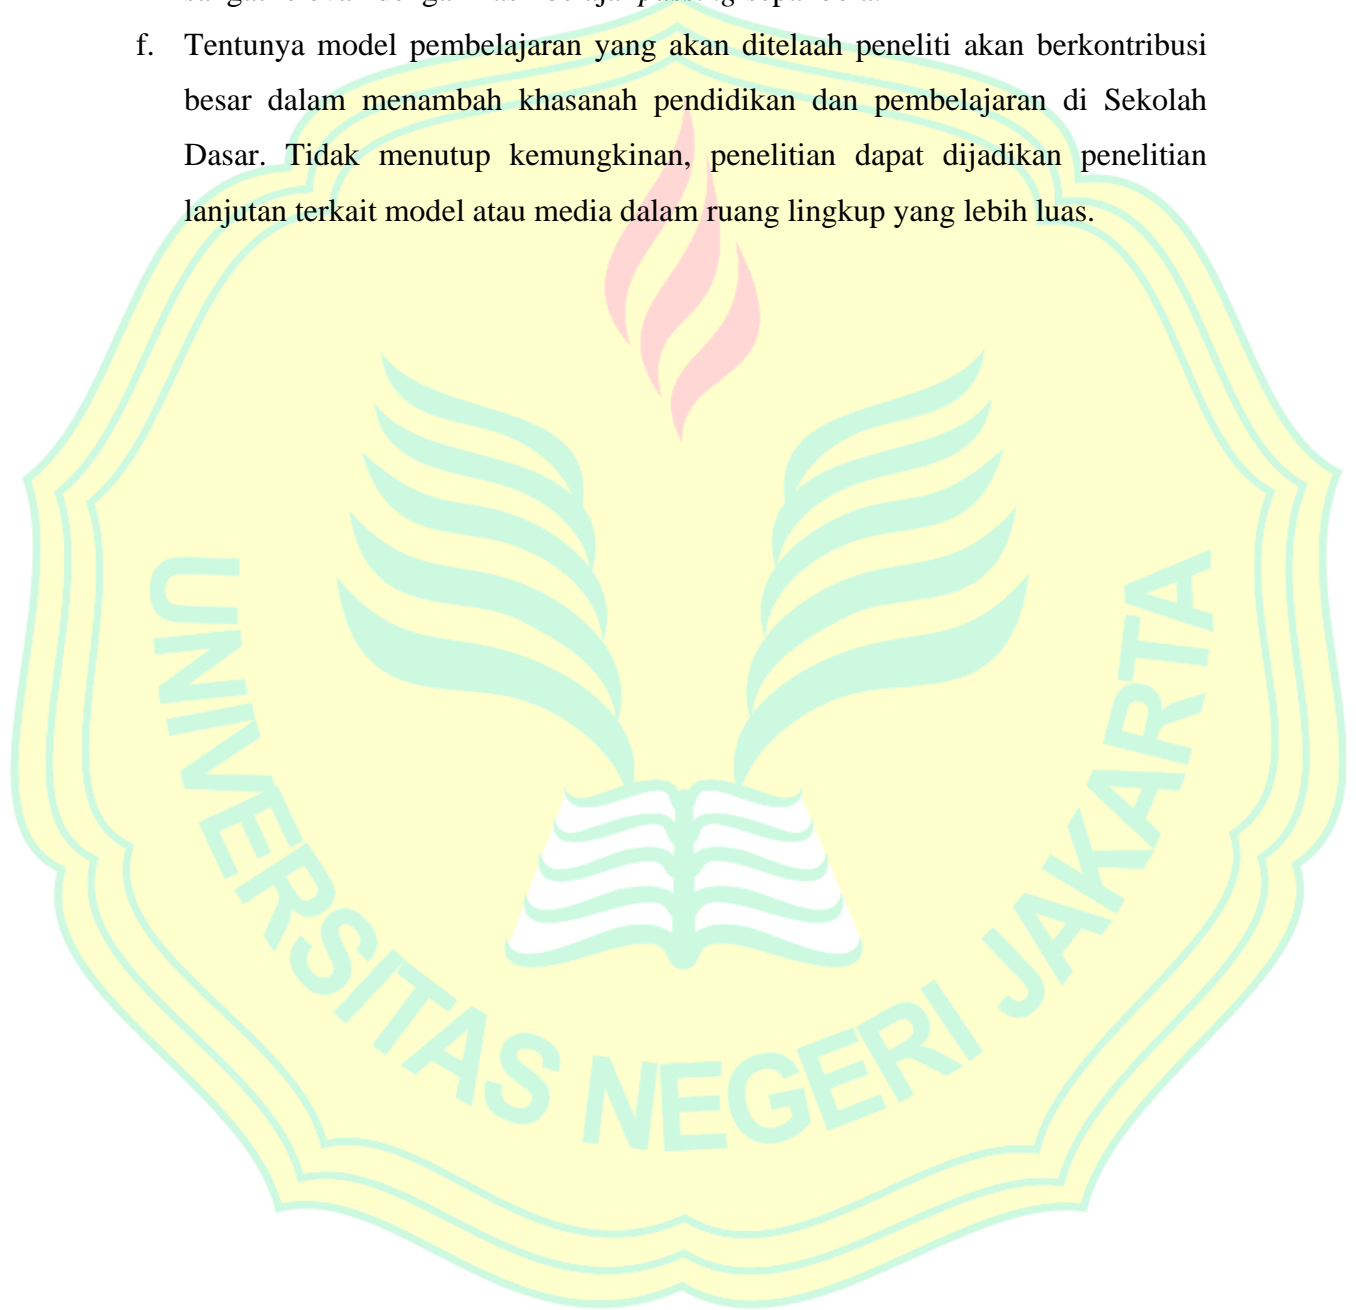 passing
f. Tentunya model pembelajaran yang akan ditelaah peneliti akan berkontribusi
besar dalam menambah khasanah pendidikan dan pembelajaran di Sekolah
Dasar. Tidak menutup kemungkinan, penelitian dapat dijadikan penelitian
lanjutan terkait model atau media dalam ruang lingkup yang lebih luas.
UNIVERSITAS NEGERI JAKARTA